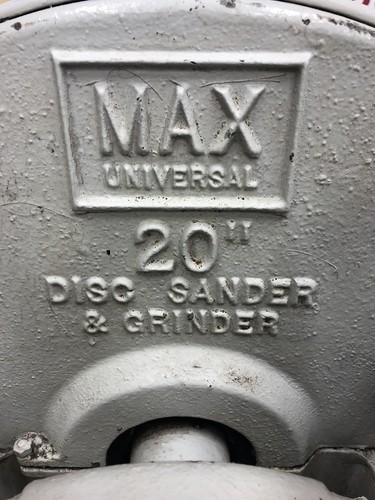 MAX
UNIVERSAL
20"
DISC SANDER
& GRINDER